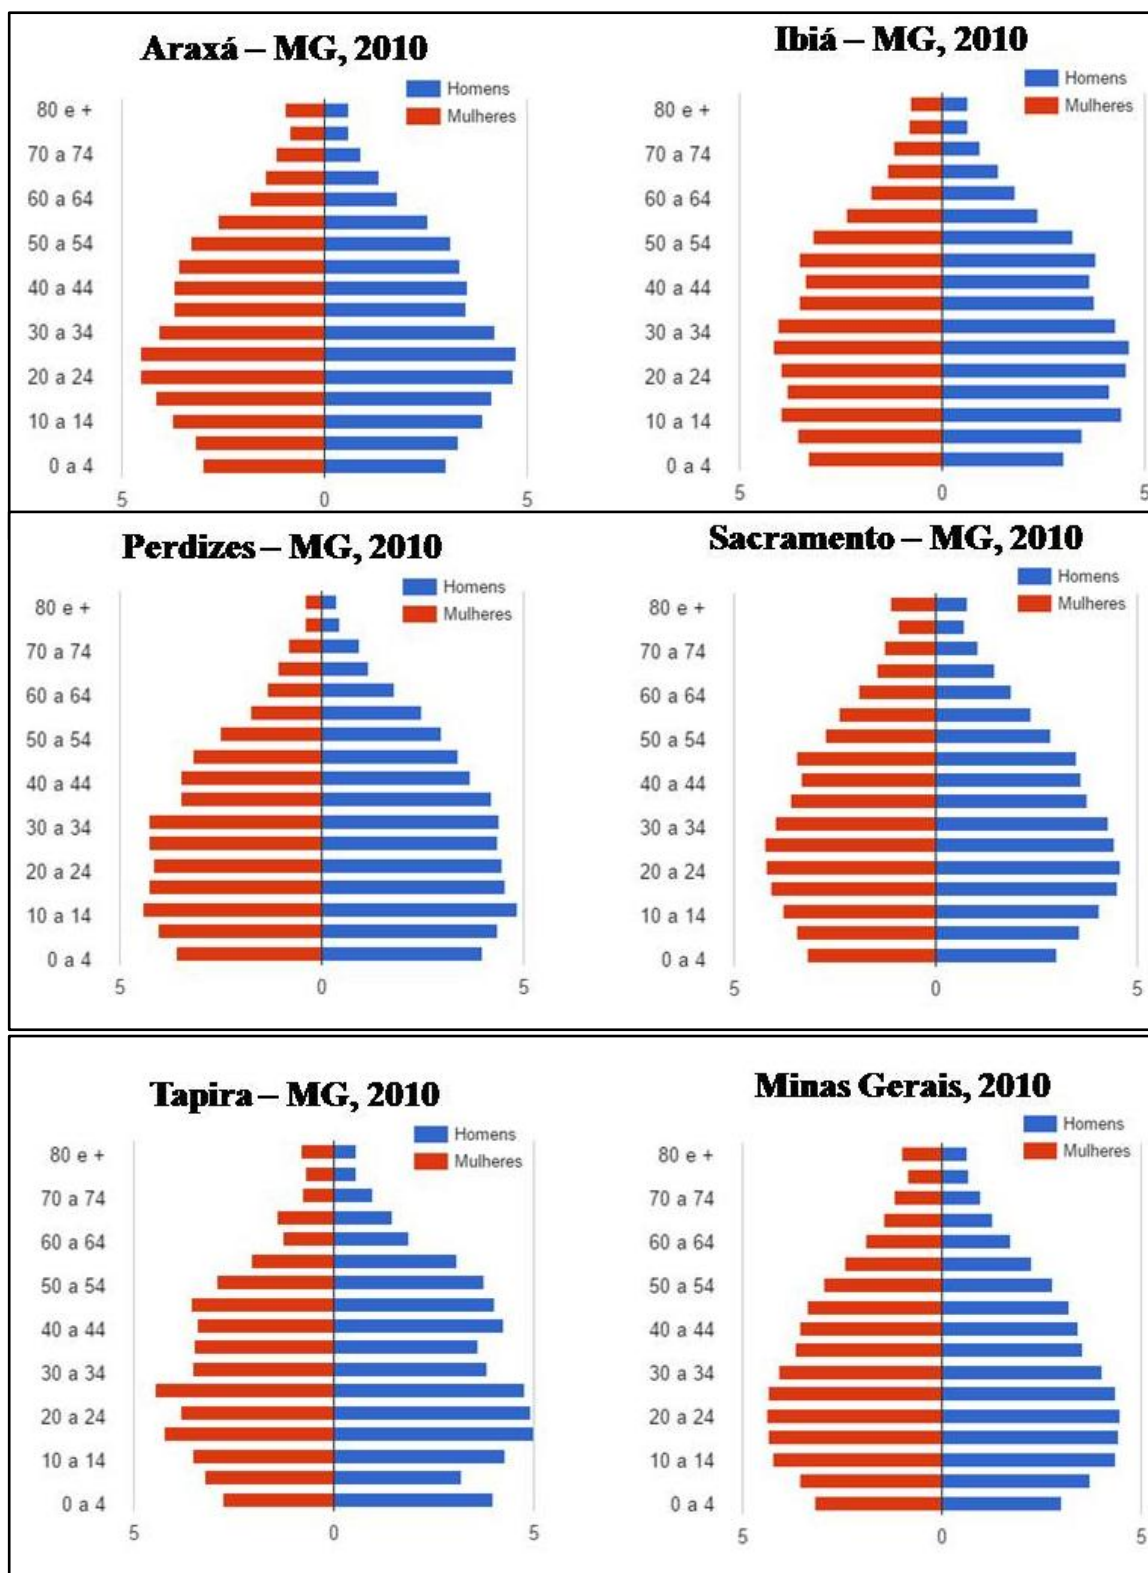 Araxá – MG, 2010
Homens
Mulheres
80 e +
70 a 74
60 a 64
50 a 54
40 a 44
30 a 34
20 a 24
10 a 14
0 a 4
5 0 5
Ibiá – MG, 2010
Homens
Mulheres
80 e +
70 a 74
60 a 64
50 a 54
40 a 44
30 a 34
20 a 24
10 a 14
0 a 4
5 0 5
Perdizes – MG, 2010
Homens
Mulheres
80 e +
70 a 74
60 a 64
50 a 54
40 a 44
30 a 34
20 a 24
10 a 14
0 a 4
5 0 5
Sacramento – MG, 2010
Homens
Mulheres
80 e +
70 a 74
60 a 64
50 a 54
40 a 44
30 a 34
20 a 24
10 a 14
0 a 4
5 0 5
Tapira – MG, 2010
Homens
Mulheres
80 e +
70 a 74
60 a 64
50 a 54
40 a 44
30 a 34
20 a 24
10 a 14
0 a 4
5 0 5
Minas Gerais, 2010
Homens
Mulheres
80 e +
70 a 74
60 a 64
50 a 54
40 a 44
30 a 34
20 a 24
10 a 14
0 a 4
5 0 5